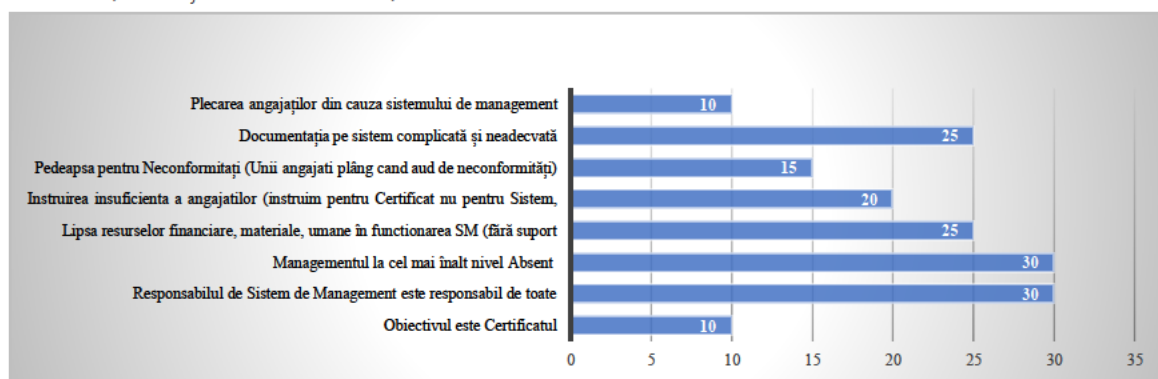 Plecarea angajaților din cauza sistemului de management
10
Documentația pe sistem complicată și neadecvată
25
Pedeapsa pentru Neconformitați (Unii angajati plâng cand aud de neconformități)
15
Instruirea insuficienta a angajatilor (instruim pentru Certificat nu pentru Sistem,
20
Lipsa resurselor financiare, materiale, umane în functionarea SM (fără suport
25
Managementul la cel mai înalt nivel Absent
30
Responsabilul de Sistem de Management este responsabil de toate
30
Obiectivul este Certificatul
10
0 5 10 15 20 25 30 35